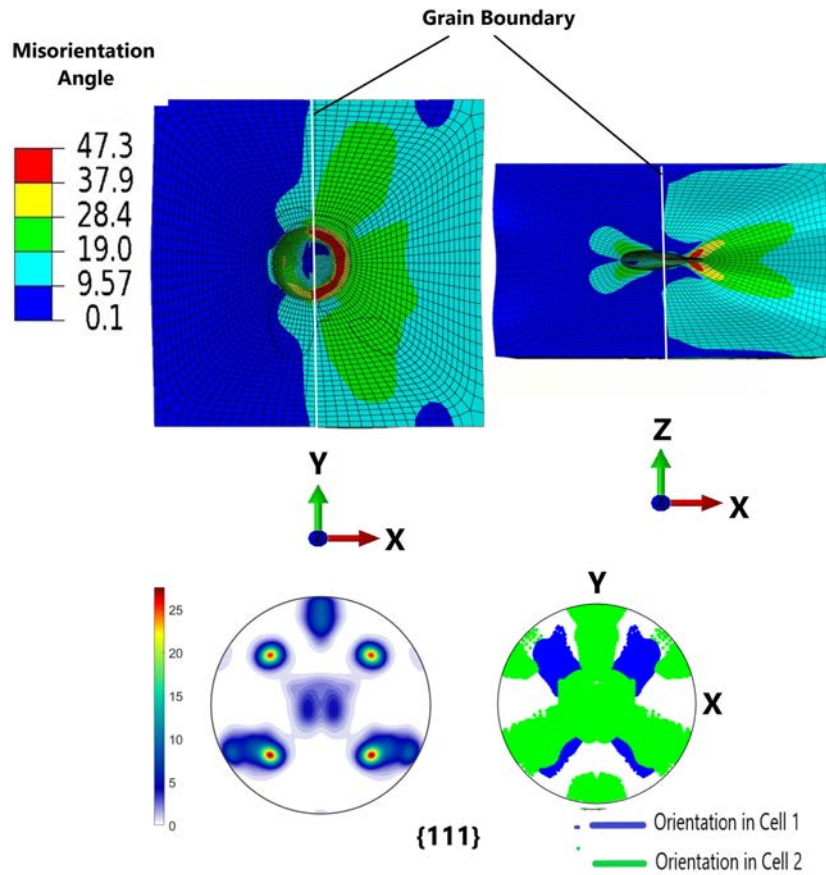 Grain Boundary
Misorientation
Angle
47.3
37.9
28.4
19.0
9.57
0.1
Y
X
Z
X
25
20
15
10
5
0
Y
X
{111}
Orientation in Cell 1
Orientation in Cell 2